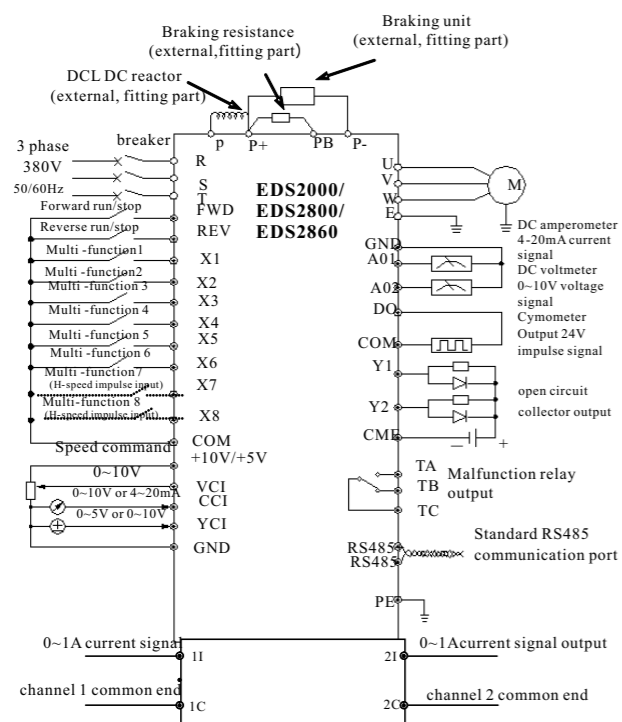 Braking unit
(external, fitting part)
Braking resistance
(external, fitting part)
DCL DC reactor
(external, fitting part)
p
P+
PB
P-
3 phase
380V
50/60Hz
breaker
R
S
T
Forward run/stop
FWD
Reverse run/stop
REV
Multi -function1
X1
Multi -function2
X2
Multi -function 3
X3
Multi -function 4
X4
Multi -function 5
X5
Multi -function 6
X6
Multi -function7
(H-speed impulse input)
X7
Multi-function 8
(H-speed impulse input)
X8
COM
Speed command
+10V/+5V
0~10V
VCI
0~10V or 4~20mA
CCI
0~5V or 0~10V
YCI
GND
EDS2000/
EDS2800/
EDS2860
U
V
W
E
M
GND
A01
A02
DO
COM
DC amperometer
4-20mA current
signal
DC voltmeter
0~10V voltage
signal
Cymometer
Output 24V
impulse signal
Y1
Y2
CME
− +
open circuit
collector output
TA
TB
TC
Malfunction relay
output
RS485+
RS485-
Standard RS485
communication port
PE
0~1A current signal
1I
channel 1 common end
1C
2I
0~1Acurrent signal output
2C
channel 2 common end